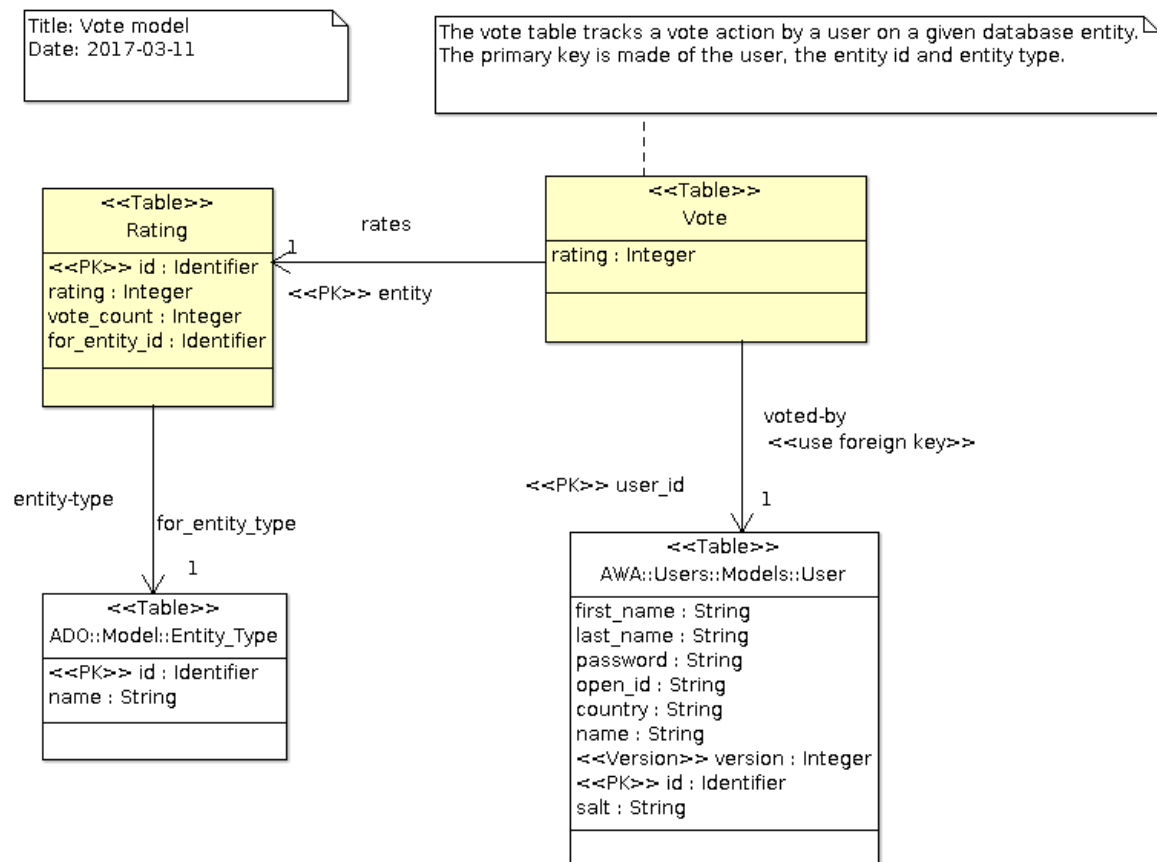 Title: Vote model
Date: 2017-03-11
The vote table tracks a vote action by a user on a given database entity.
The primary key is made of the user, the entity id and entity type.
<<Table>>
Rating
<<PK>> id : Identifier
rating : Integer
vote_count : Integer
for_entity_id : Identifier
rates
1
<<PK>> entity
<<Table>>
Vote
rating : Integer
voted-by
<<use foreign key>>
<<PK>> user_id
1
entity-type
for_entity_type
1
<<Table>>
ADO::Model::Entity_Type
<<PK>> id : Identifier
name : String
<<Table>>
AWA::Users::Models::User
first_name : String
last_name : String
password : String
open_id : String
country : String
name : String
<<Version>> version : Integer
<<PK>> id : Identifier
salt : String